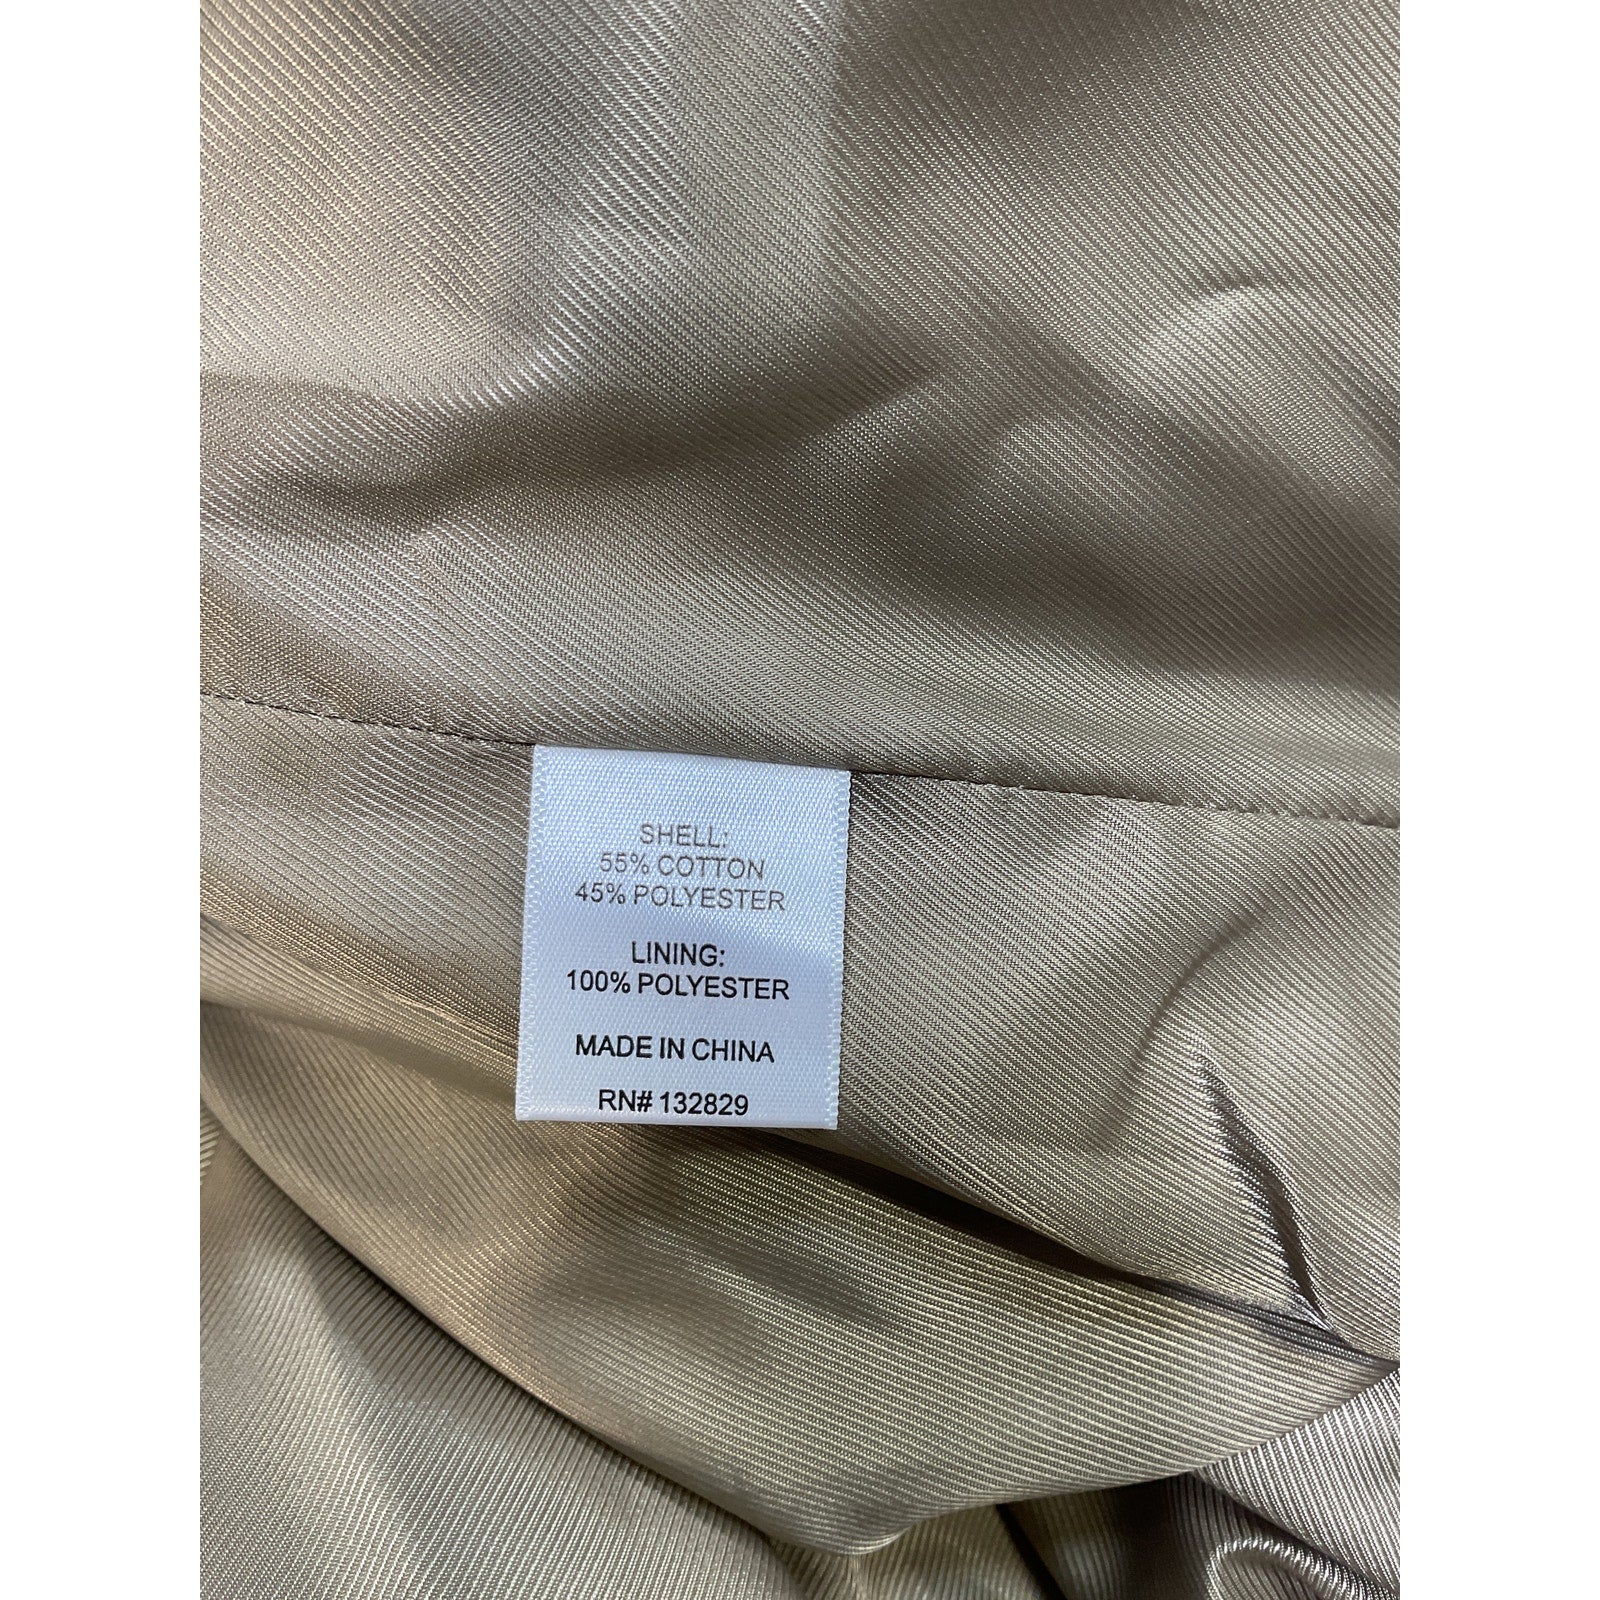 SHELL:
55% COTTON
45% POLYESTER
LINING:
100% POLYESTER
MADE IN CHINA
RN# 132829